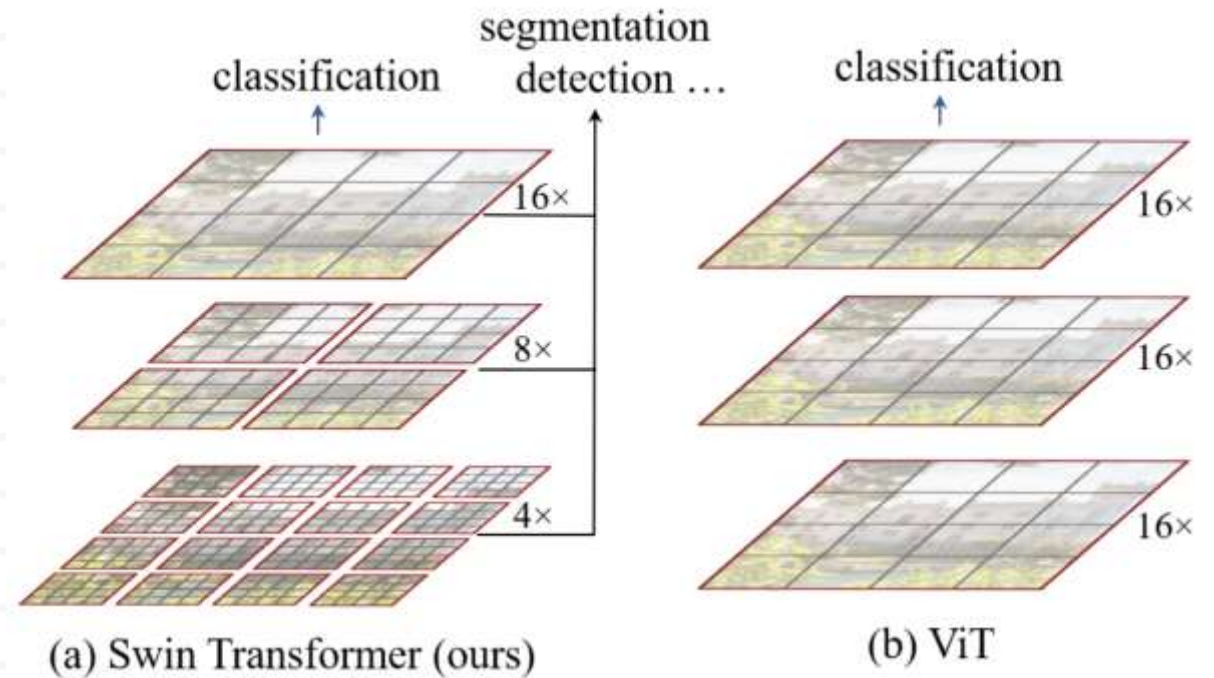 segmentation
detection ...
classification
16×
8×
4×
(a) Swin Transformer (ours)
classification
16×
16×
16×
(b) ViT